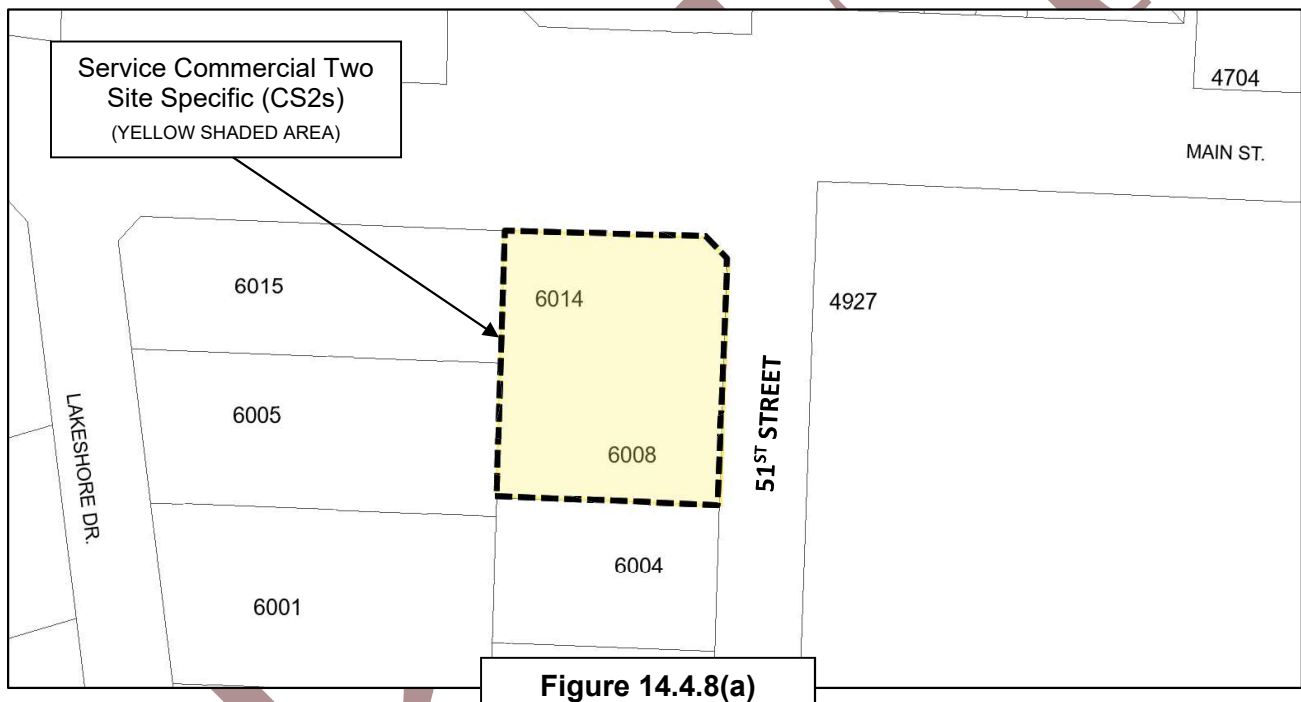 Service Commercial Two
Site Specific (CS2s)
(YELLOW SHADED AREA)
4704
MAIN ST.
6015
6014
4927
6005
6008
51ST STREET
LAKESHORE DR.
6004
6001
Figure 14.4.8(a)